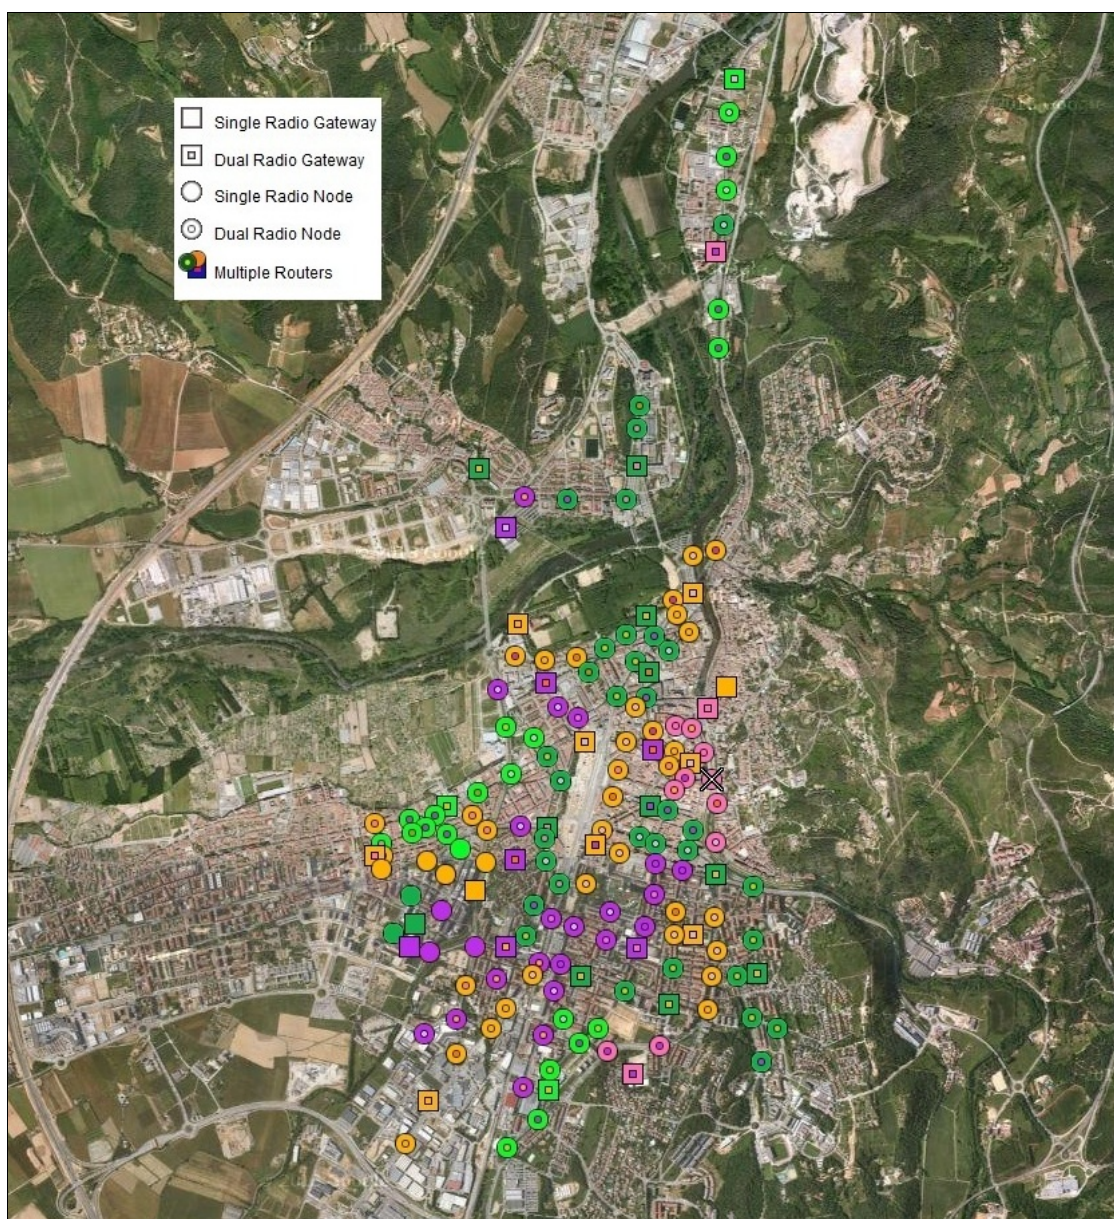 Single Radio Gateway
Dual Radio Gateway
Single Radio Node
Dual Radio Node
Multiple Routers